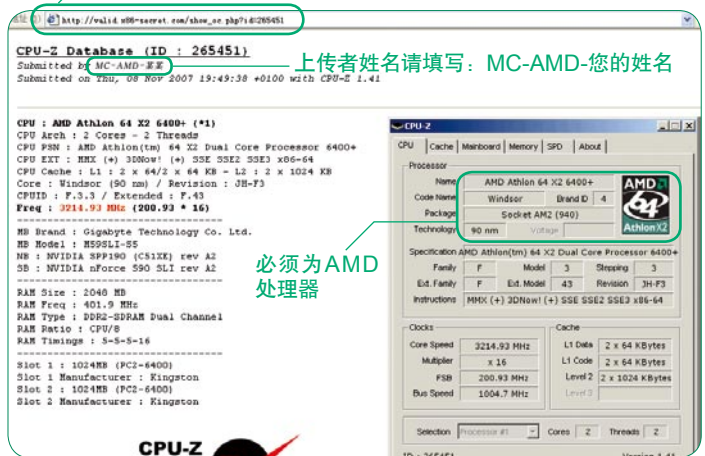 http://valid.x86-secret.com/show_oc.php?id=265451
CPU-Z Database (ID : 265451)
Submitted by MC-AMD-某某
Submitted on Thu, 08 Nov 2007 19:49:38 +0100 with CPU-Z 1.41
上传者姓名请填写：MC-AMD-您的姓名
CPU : AMD Athlon 64 X2 6400+ (*1)
CPU Arch : 2 Cores - 2 Threads
CPU PSN : AMD Athlon(tm) 64 X2 Dual Core Processor 6400+
CPU EXT : MMX (+) 3DNow! (+) SSE SSE2 SSE3 x86-64
CPU Cache : L1 : 2 x 64/2 x 64 KB - L2 : 2 x 1024 KB
Core : Windsor (90 nm) / Revision : JH-F3
CPUID : F.3.3 / Extended : F.43
Freq : 3214.93 MHz (200.93 * 16)
MB Brand : Gigabyte Technology Co. Ltd.
MB Model : M59SLI-S5
NB : NVIDIA SPP190 (C51XE) rev A2
SB : NVIDIA nForce 590 SLI rev A2
RAM Size : 2048 MB
RAM Freq : 401.9 MHz
RAM Type : DDR2-SDRAM Dual Channel
RAM Ratio : CPU/8
RAM Timings : 5-5-5-16
Slot 1 : 1024MB (PC2-6400)
Slot 1 Manufacturer : Kingston
Slot 2 : 1024MB (PC2-6400)
Slot 2 Manufacturer : Kingston
CPU-Z
必须为AMD
处理器
CPU-Z
CPU Cache Mainboard Memory SPD About
Processor
Name AMD Athlon 64 X2 6400+
Code Name Windsor Brand ID 4
Package Socket AM2 (940)
Technology 90 nm Voltage
AMD
64
Athlon X2
Specification AMD Athlon(tm) 64 X2 Dual Core Processor 6400+
Family F Model 3 Stepping 3
Ext. Family F Ext. Model 43 Revision JH-F3
Instructions MMX (+) 3DNow! (+) SSE SSE2 SSE3 x86-64
Clocks
Core Speed 3214.93 MHz
Multiplier x 16
FSB 200.93 MHz
Bus Speed 1004.7 MHz
Cache
L1 Data 2 x 64 KBytes
L1 Code 2 x 64 KBytes
Level 2 2 x 1024 KBytes
Level 3
Selection Processor #1 Cores 2 Threads 2
ID : 265451 Version 1.41